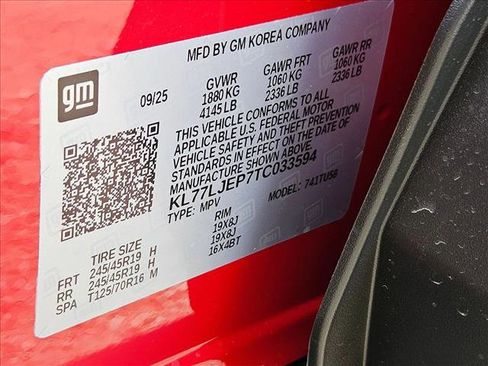 MFD BY GM KOREA COMPANY
gm
09/25
GVWR GAWR FRT GAWR RR
1880 KG 1060 KG 1060 KG
4145 LB 2336 LB 2336 LB
THIS VEHICLE CONFORMS TO ALL
APPLICABLE U.S. FEDERAL MOTOR
VEHICLE SAFETY AND THEFT PREVENTION
STANDARDS IN EFFECT ON THE DATE OF
MANUFACTURE SHOWN ABOVE.
KL77LJEP7TC033594
TYPE: MPV MODEL: 741TU58
TIRE SIZE RIM
FRT 245/45R19 H 19X8J
RR 245/45R19 H 19X8J
SPA T125/70R16 M 16X4BT